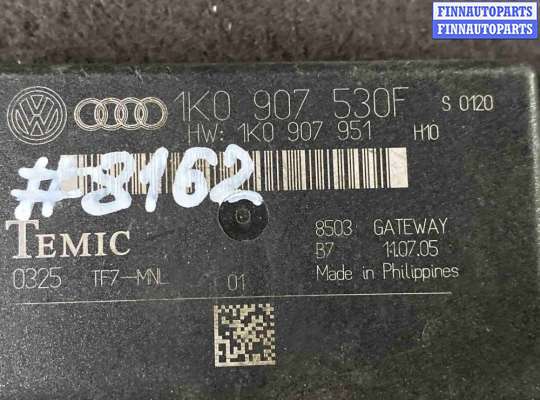 FINNAUTOPARTS
FINNAUTOPARTS
1K0 907 530F S 0120
HW: 1K0 907 951 H10
#8162
TEMIC
8503 GATEWAY
B7 11.07.05
0325 TF7-MNL 01 Made in Philippines